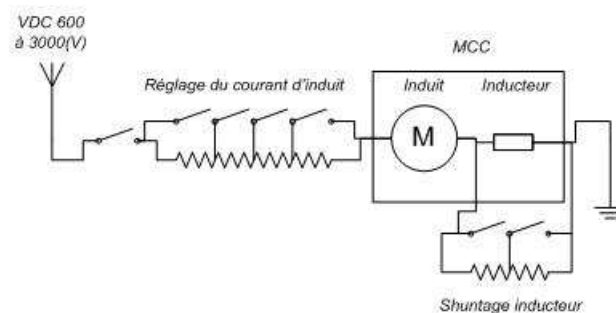 VDC 600
à 3000(V)
MCC
Réglage du courant d'induit
Induit
Inducteur
M
Shuntage inducteur